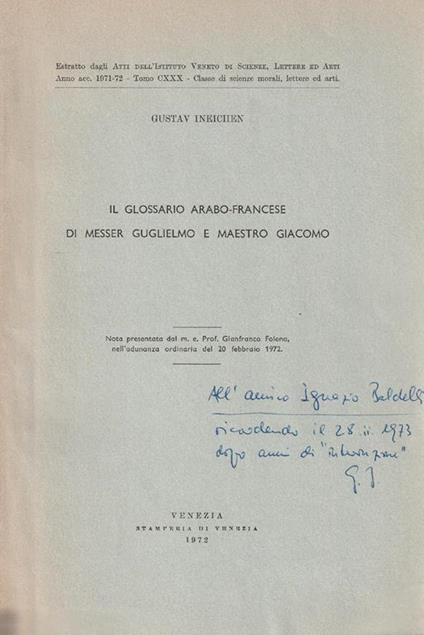 Estratto dagli ATTI DELL'ISTITUTO VENETO DI SCIENZE, LETTERE ED ARTI
Anno acc. 1971-72 - Tomo CXXX - Classe di scienze morali, lettere ed arti.
GUSTAV INEICHEN
IL GLOSSARIO ARABO-FRANCESE
DI MESSER GUGLIELMO E MAESTRO GIACOMO
Nota presentata dal m. e. Prof. Gianfranco Folena,
nell'adunanza ordinaria del 20 febbraio 1972.
All'amico Ignazio Baldelli
ricordando il 28.ii.1973
dopo anni di
G. I.
VENEZIA
STAMPERIA DI VENEZIA
1972